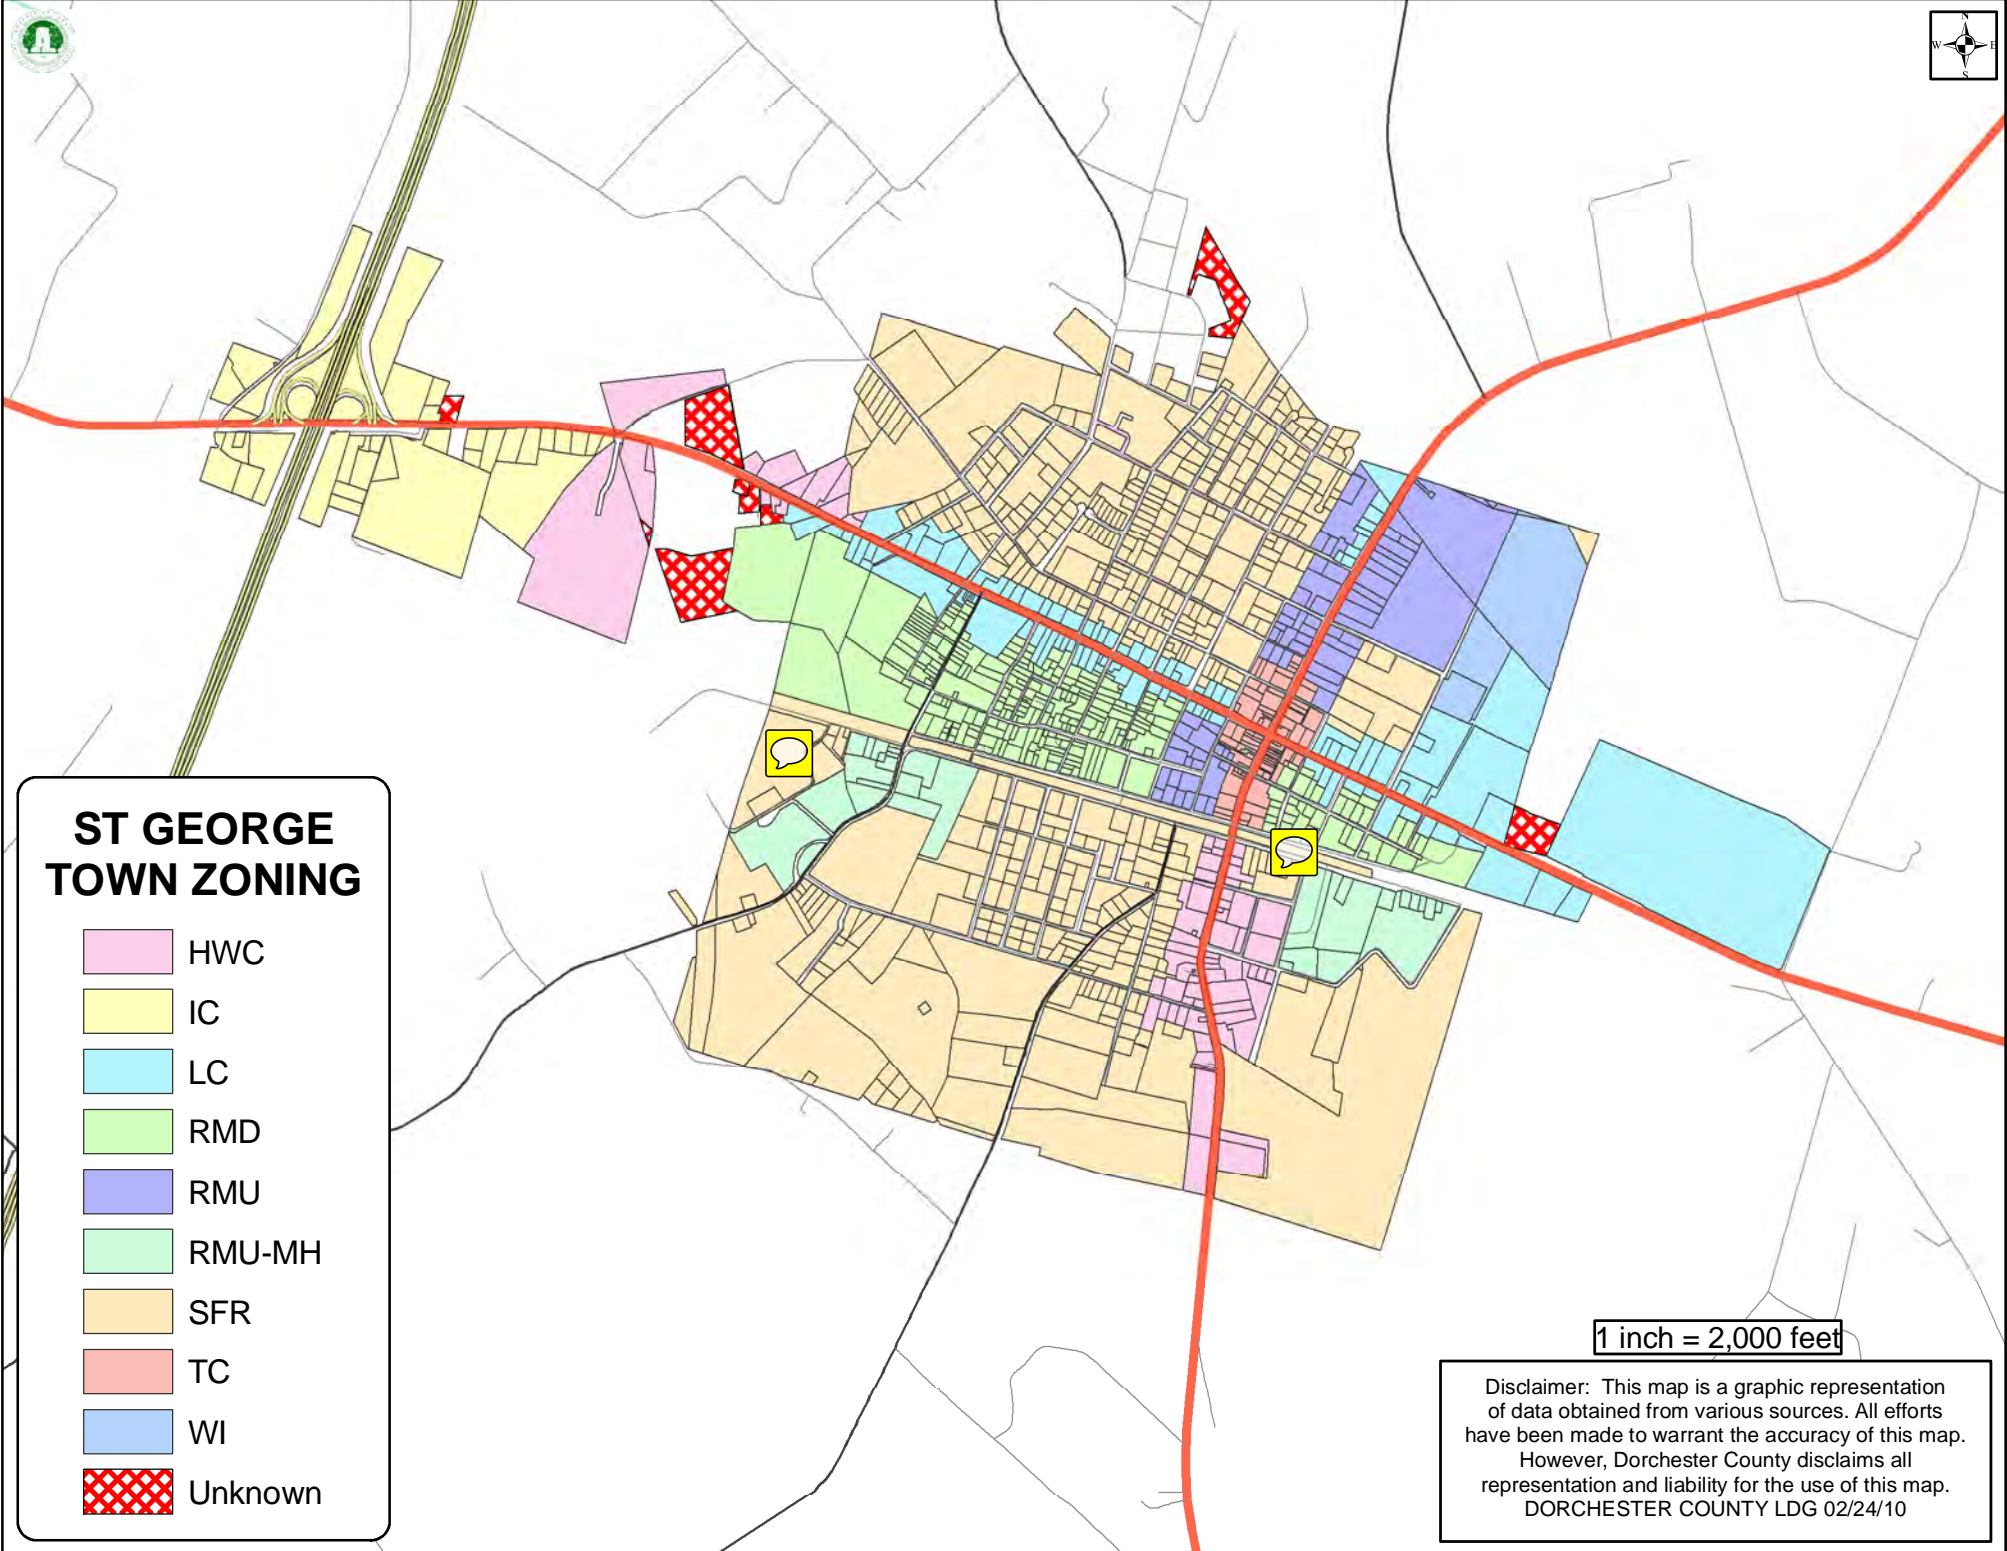 N
W E
S
ST GEORGE
TOWN ZONING
HWC
IC
LC
RMD
RMU
RMU-MH
SFR
TC
WI
Unknown
1 inch = 2,000 feet
Disclaimer: This map is a graphic representation
of data obtained from various sources. All efforts
have been made to warrant the accuracy of this map.
However, Dorchester County disclaims all
representation and liability for the use of this map.
DORCHESTER COUNTY LDG 02/24/10